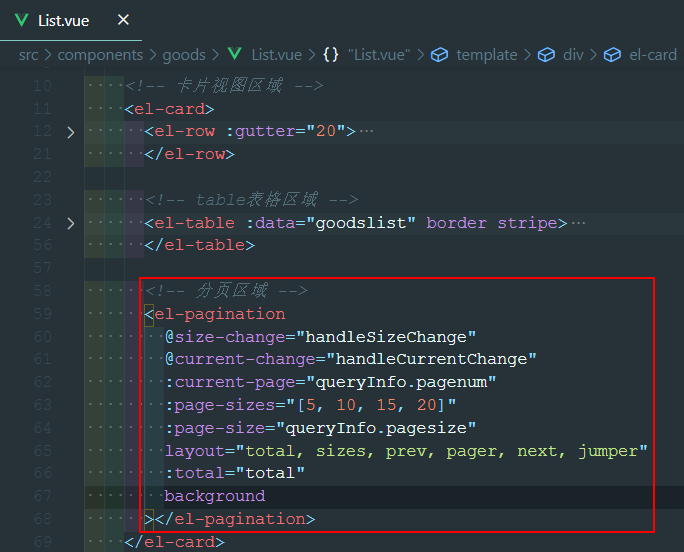 List.vue ×
src > components > goods > List.vue > {} "List.vue" > template > div > el-card
10 <!-- 卡片视图区域 -->
11 <el-card>
12 > <el-row :gutter="20">…
21 </el-row>
22
23 <!-- table表格区域 -->
24 > <el-table :data="goodslist" border stripe>…
56 </el-table>
57
58 <!-- 分页区域 -->
59 <el-pagination
60 @size-change="handleSizeChange"
61 @current-change="handleCurrentChange"
62 :current-page="queryInfo.pagenum"
63 :page-sizes="[5, 10, 15, 20]"
64 :page-size="queryInfo.pagesize"
65 layout="total, sizes, prev, pager, next, jumper"
66 :total="total"
67 background
68 ></el-pagination>
69 </el-card>